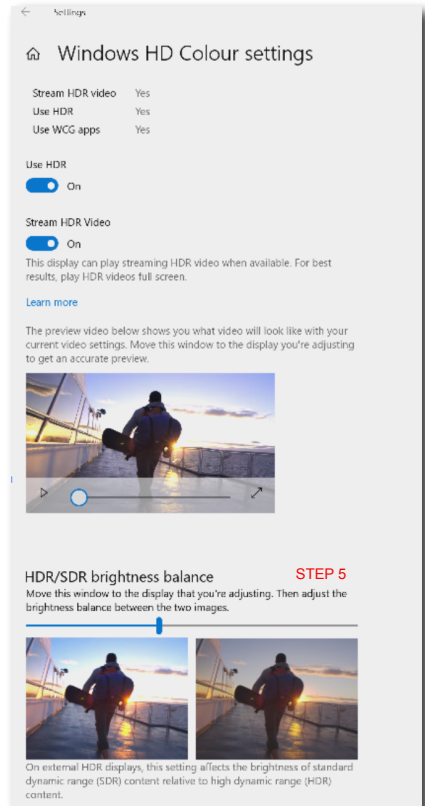 Settings
Windows HD Colour settings
Stream HDR video Yes
Use HDR Yes
Use WCG apps Yes
Use HDR
On
Stream HDR Video
On
This display can play streaming HDR video when available. For best
results, play HDR videos full screen.
Learn more
The preview video below shows you what video will look like with your
current video settings. Move this window to the display you're adjusting
to get an accurate preview.
HDR/SDR brightness balance STEP 5
Move this window to the display that you're adjusting. Then adjust the
brightness balance between the two images.
On external HDR displays, this setting affects the brightness of standard
dynamic range (SDR) content relative to high dynamic range (HDR)
content.